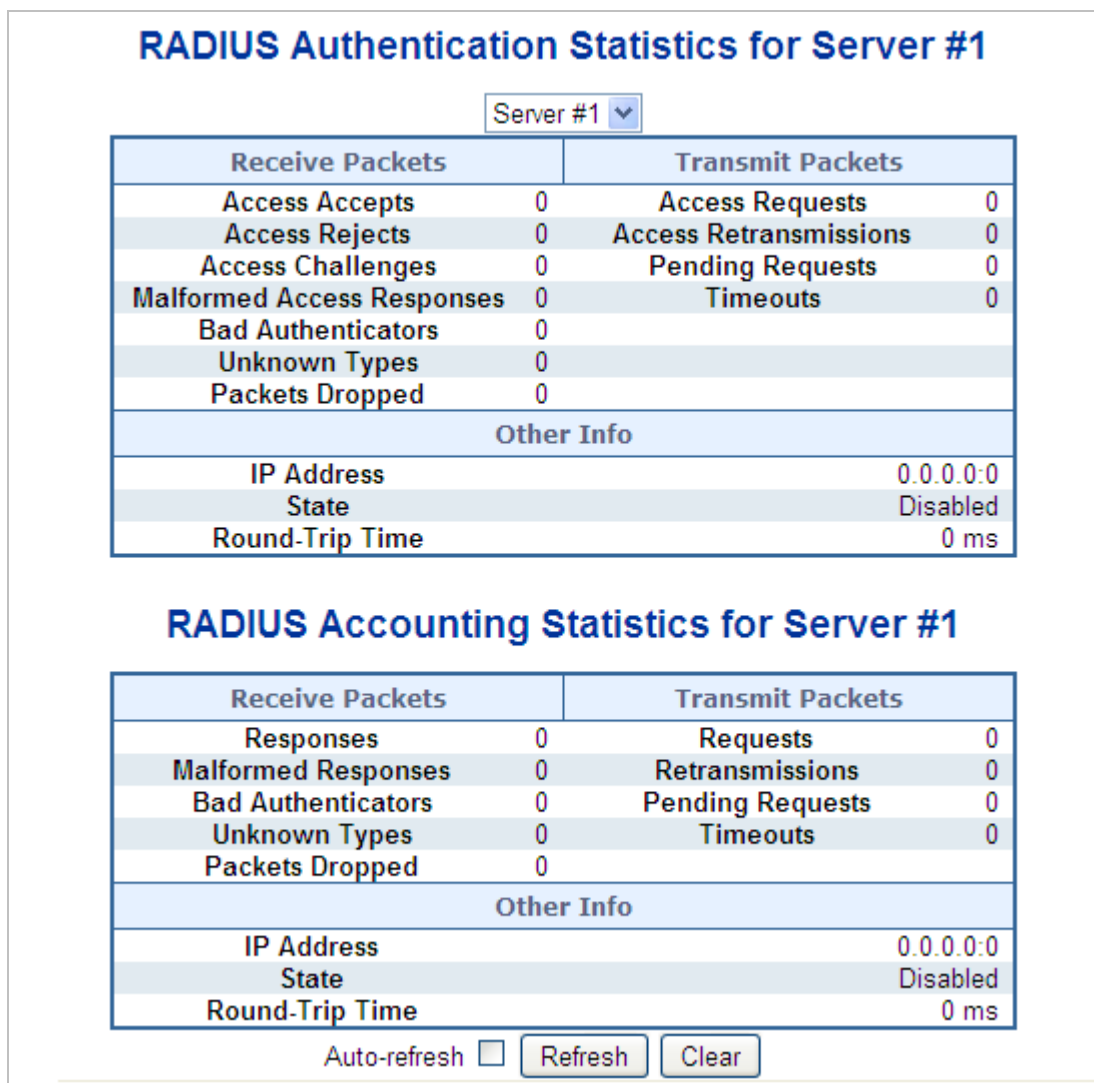 RADIUS Authentication Statistics for Server #1
Server #1
Receive Packets Transmit Packets
Access Accepts 0 Access Requests 0
Access Rejects 0 Access Retransmissions 0
Access Challenges 0 Pending Requests 0
Malformed Access Responses 0 Timeouts 0
Bad Authenticators 0
Unknown Types 0
Packets Dropped 0
Other Info
IP Address 0.0.0.0:0
State Disabled
Round-Trip Time 0 ms
RADIUS Accounting Statistics for Server #1
Receive Packets Transmit Packets
Responses 0 Requests 0
Malformed Responses 0 Retransmissions 0
Bad Authenticators 0 Pending Requests 0
Unknown Types 0 Timeouts 0
Packets Dropped 0
Other Info
IP Address 0.0.0.0:0
State Disabled
Round-Trip Time 0 ms
Auto-refresh Refresh Clear